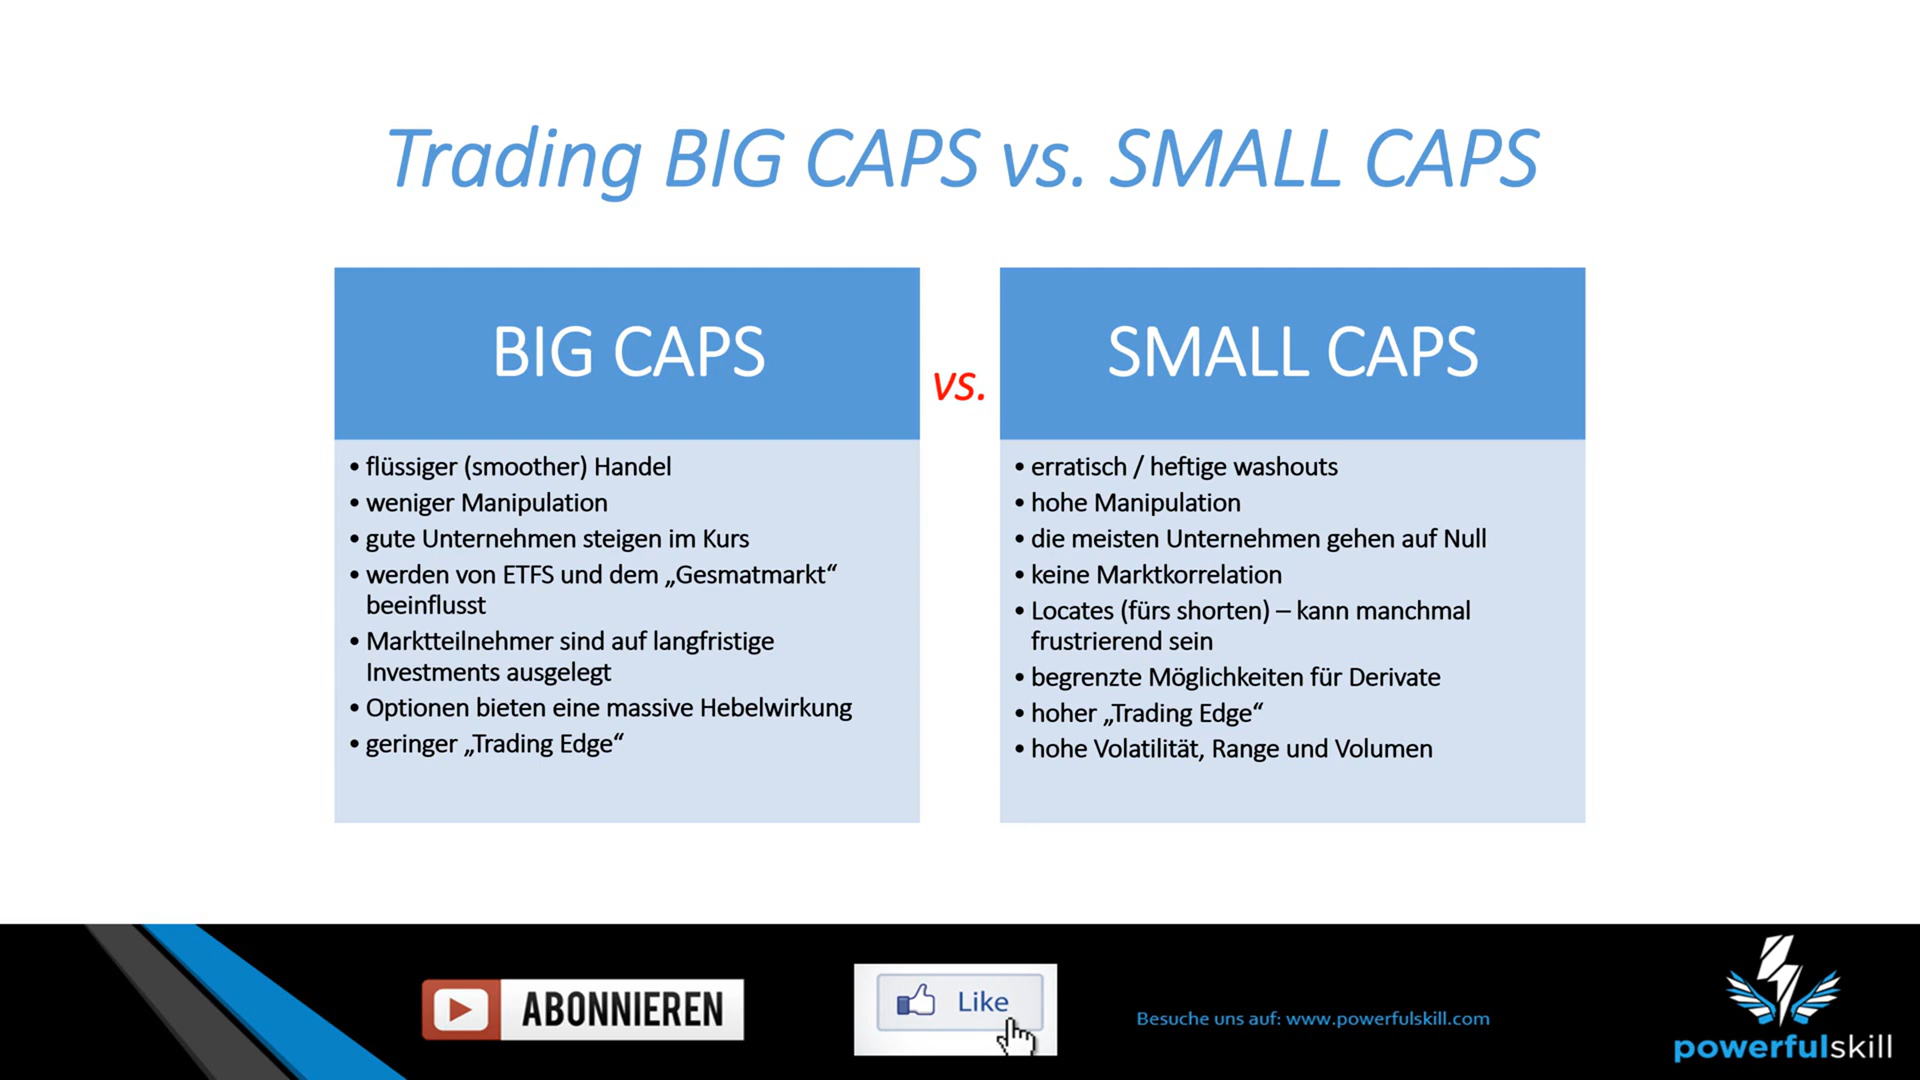 Trading BIG CAPS vs. SMALL CAPS
BIG CAPS
• flüssiger (smoother) Handel
• weniger Manipulation
• gute Unternehmen steigen im Kurs
• werden von ETFS und dem „Gesmatmarkt“
beeinflusst
• Marktteilnehmer sind auf langfristige
Investments ausgelegt
• Optionen bieten eine massive Hebelwirkung
• geringer „Trading Edge“
vs.
SMALL CAPS
• erratisch / heftige washouts
• hohe Manipulation
• die meisten Unternehmen gehen auf Null
• keine Marktkorrelation
• Locates (fürs shorten) – kann manchmal
frustrierend sein
• begrenzte Möglichkeiten für Derivate
• hoher „Trading Edge“
• hohe Volatilität, Range und Volumen
ABONNIEREN
Like
Besuche uns auf: www.powerfulskill.com
powerfulskill